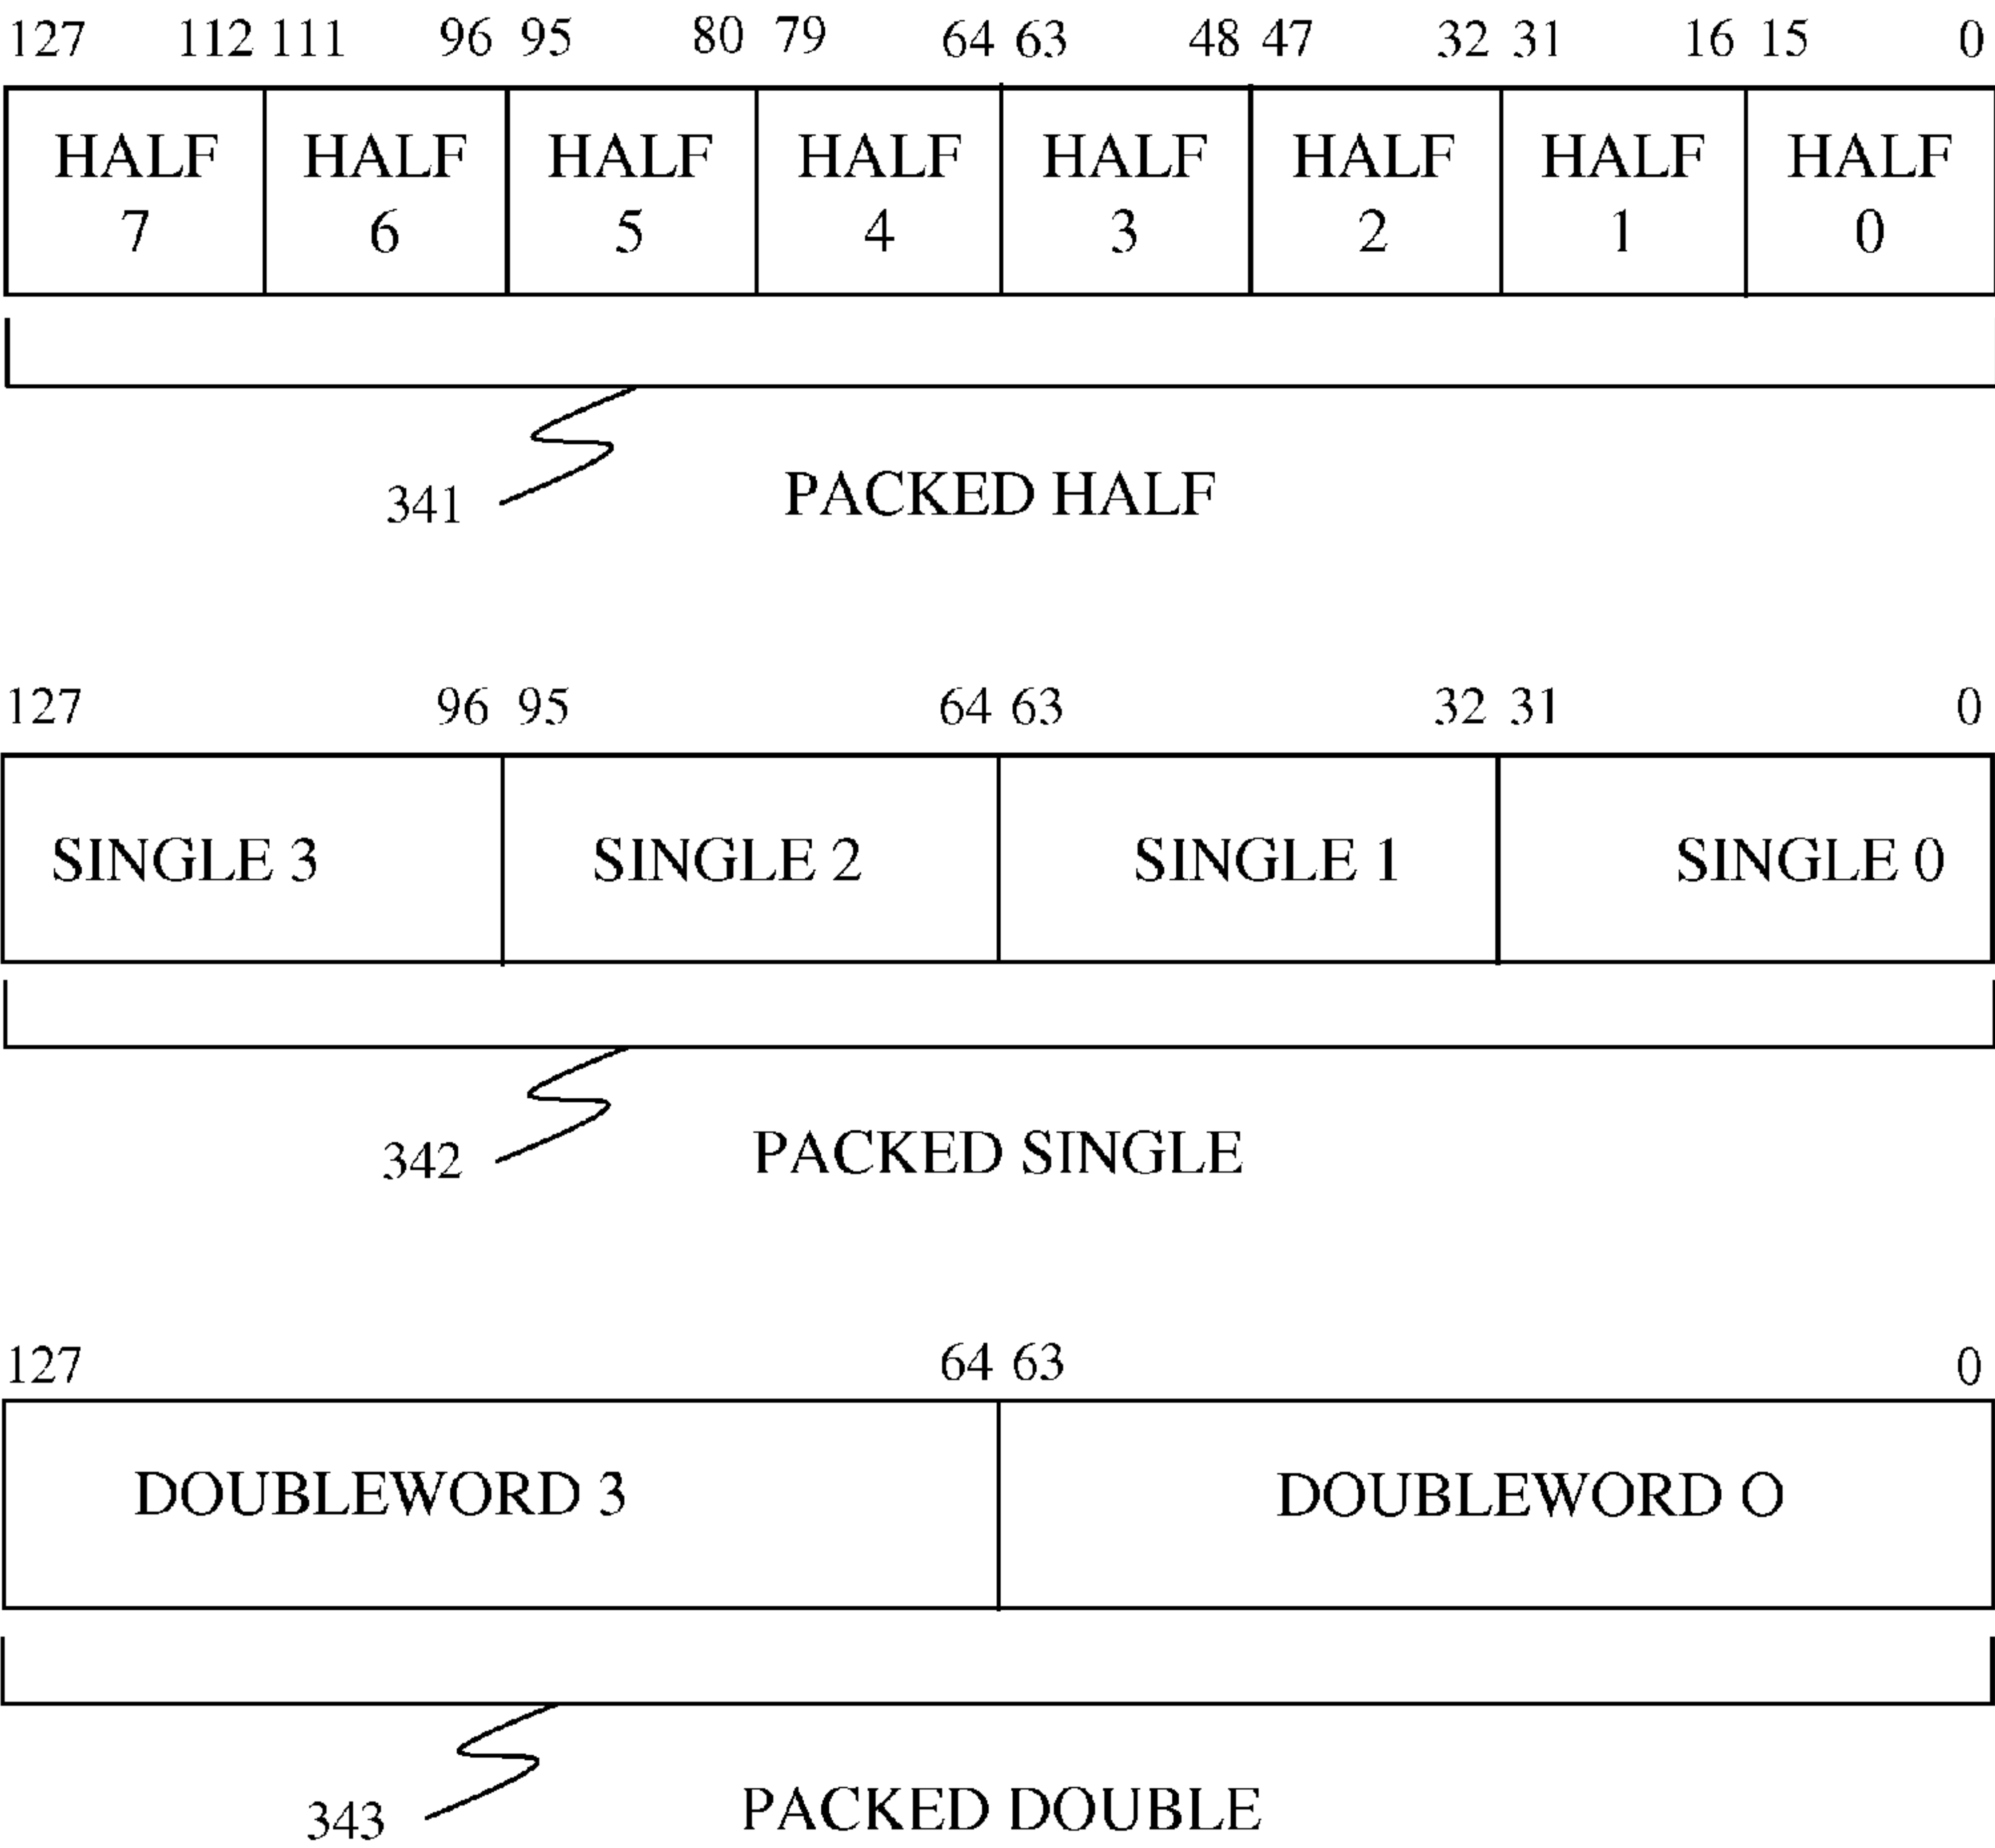 127 112 111 96 95 80 79 64 63 48 47 32 31 16 15 0
HALF HALF HALF HALF HALF HALF HALF HALF
7 6 5 4 3 2 1 0
341 PACKED HALF
127 96 95 64 63 32 31 0
SINGLE 3 SINGLE 2 SINGLE 1 SINGLE 0
342 PACKED SINGLE
127 64 63 0
DOUBLEWORD 3 DOUBLEWORD O
343 PACKED DOUBLE